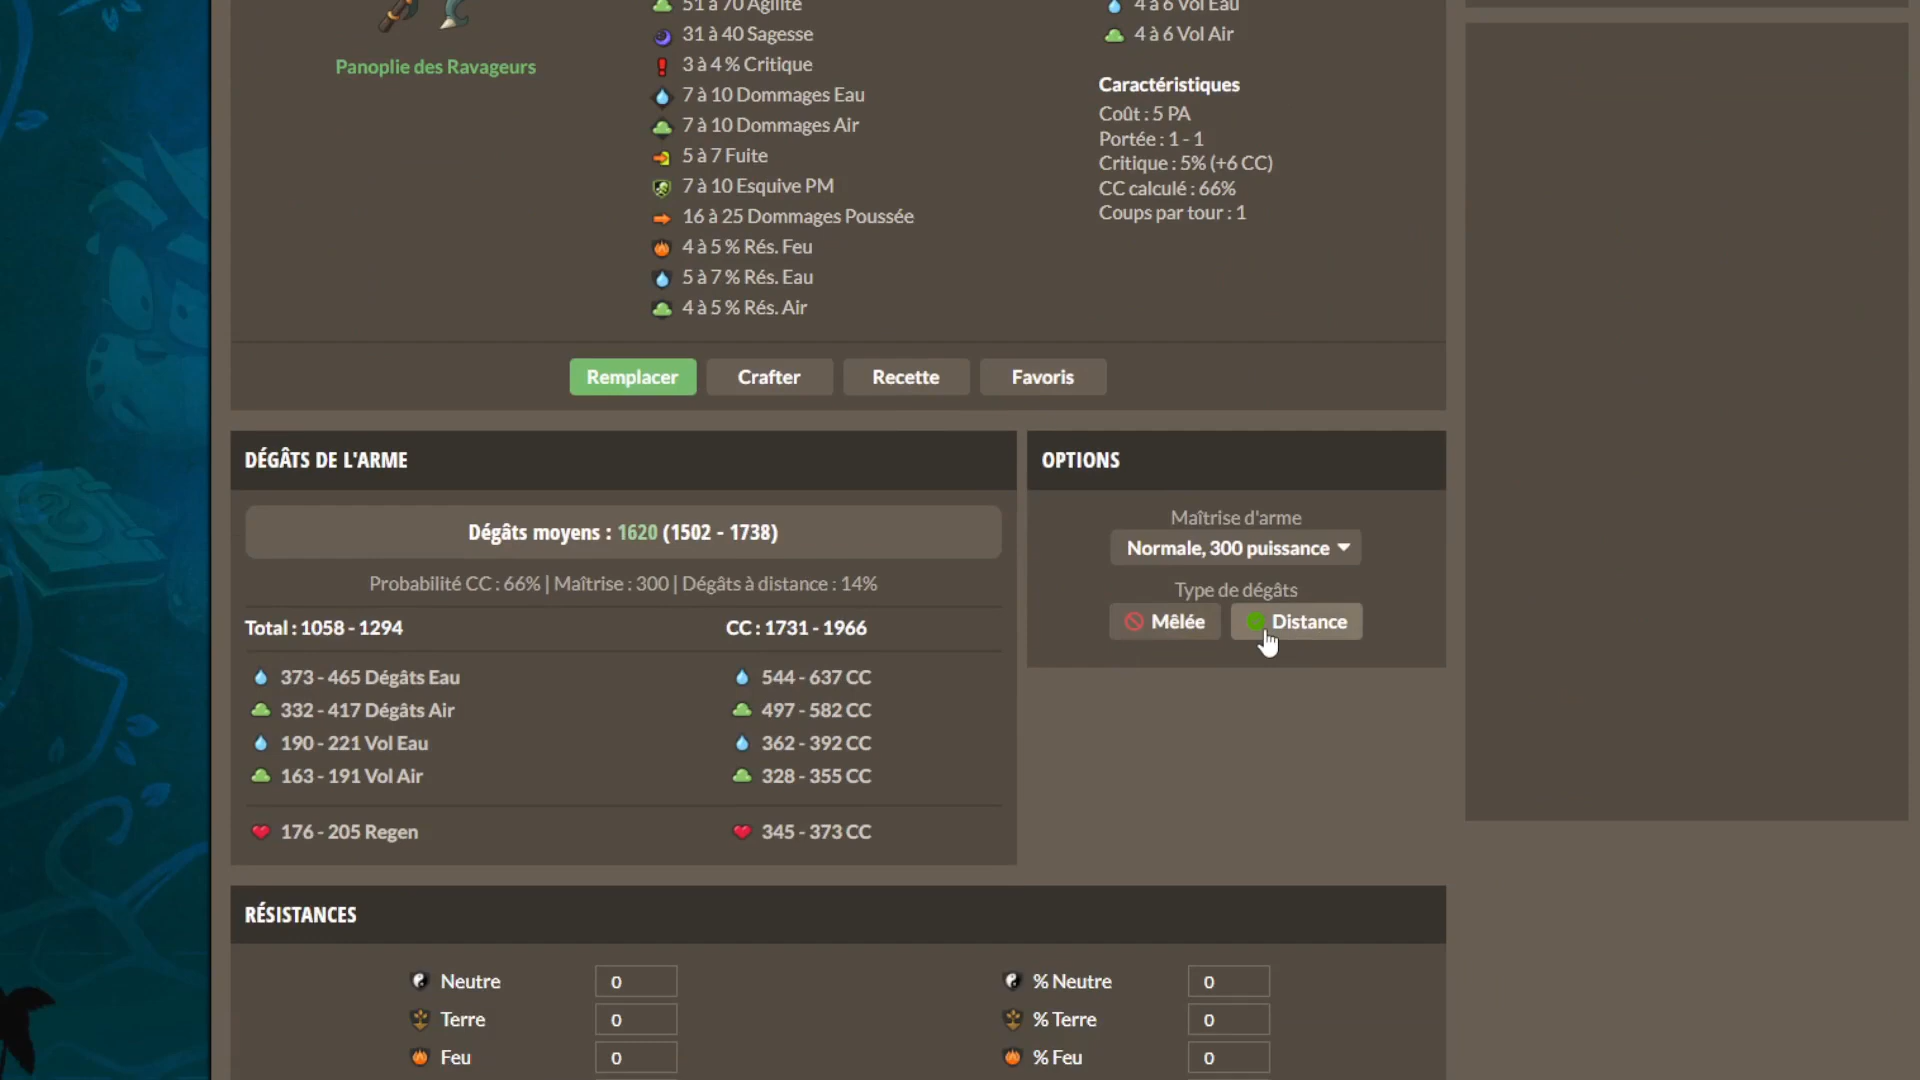 51 à 70 Agilité
4 à 6 Vol Eau
31 à 40 Sagesse
4 à 6 Vol Air
Panoplie des Ravageurs
3 à 4 % Critique
7 à 10 Dommages Eau
7 à 10 Dommages Air
5 à 7 Fuite
7 à 10 Esquive PM
16 à 25 Dommages Poussée
4 à 5 % Rés. Feu
5 à 7 % Rés. Eau
4 à 5 % Rés. Air
Caractéristiques
Coût : 5 PA
Portée : 1 - 1
Critique : 5% (+6 CC)
CC calculé : 66%
Coups par tour : 1
Remplacer
Crafter
Recette
Favoris
DÉGÂTS DE L'ARME
Dégâts moyens : 1620 (1502 - 1738)
Probabilité CC : 66% | Maîtrise : 300 | Dégâts à distance : 14%
Total : 1058 - 1294
CC : 1731 - 1966
373 - 465 Dégâts Eau
544 - 637 CC
332 - 417 Dégâts Air
497 - 582 CC
190 - 221 Vol Eau
362 - 392 CC
163 - 191 Vol Air
328 - 355 CC
176 - 205 Regen
345 - 373 CC
OPTIONS
Maîtrise d'arme
Normale, 300 puissance
Type de dégâts
Mêlée
Distance
RÉSISTANCES
Neutre 0
% Neutre 0
Terre 0
% Terre 0
Feu 0
% Feu 0